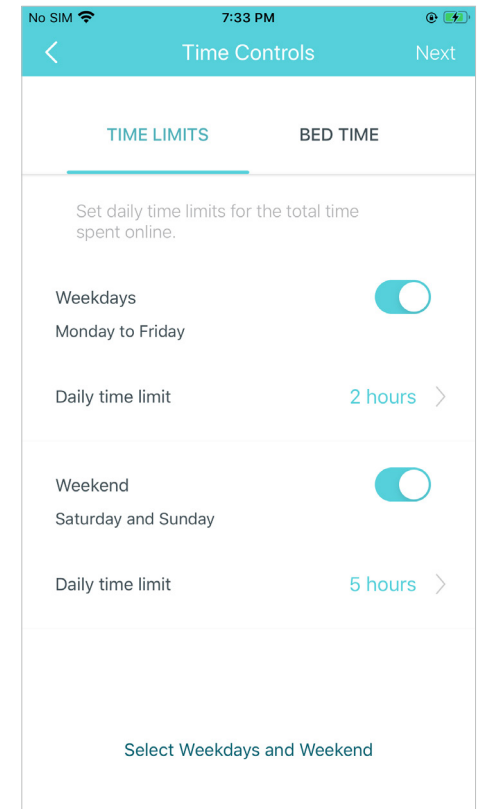 No SIM 7:33 PM
Time Controls Next
TIME LIMITS BED TIME
Set daily time limits for the total time
spent online.
Weekdays
Monday to Friday
Daily time limit 2 hours
Weekend
Saturday and Sunday
Daily time limit 5 hours
Select Weekdays and Weekend